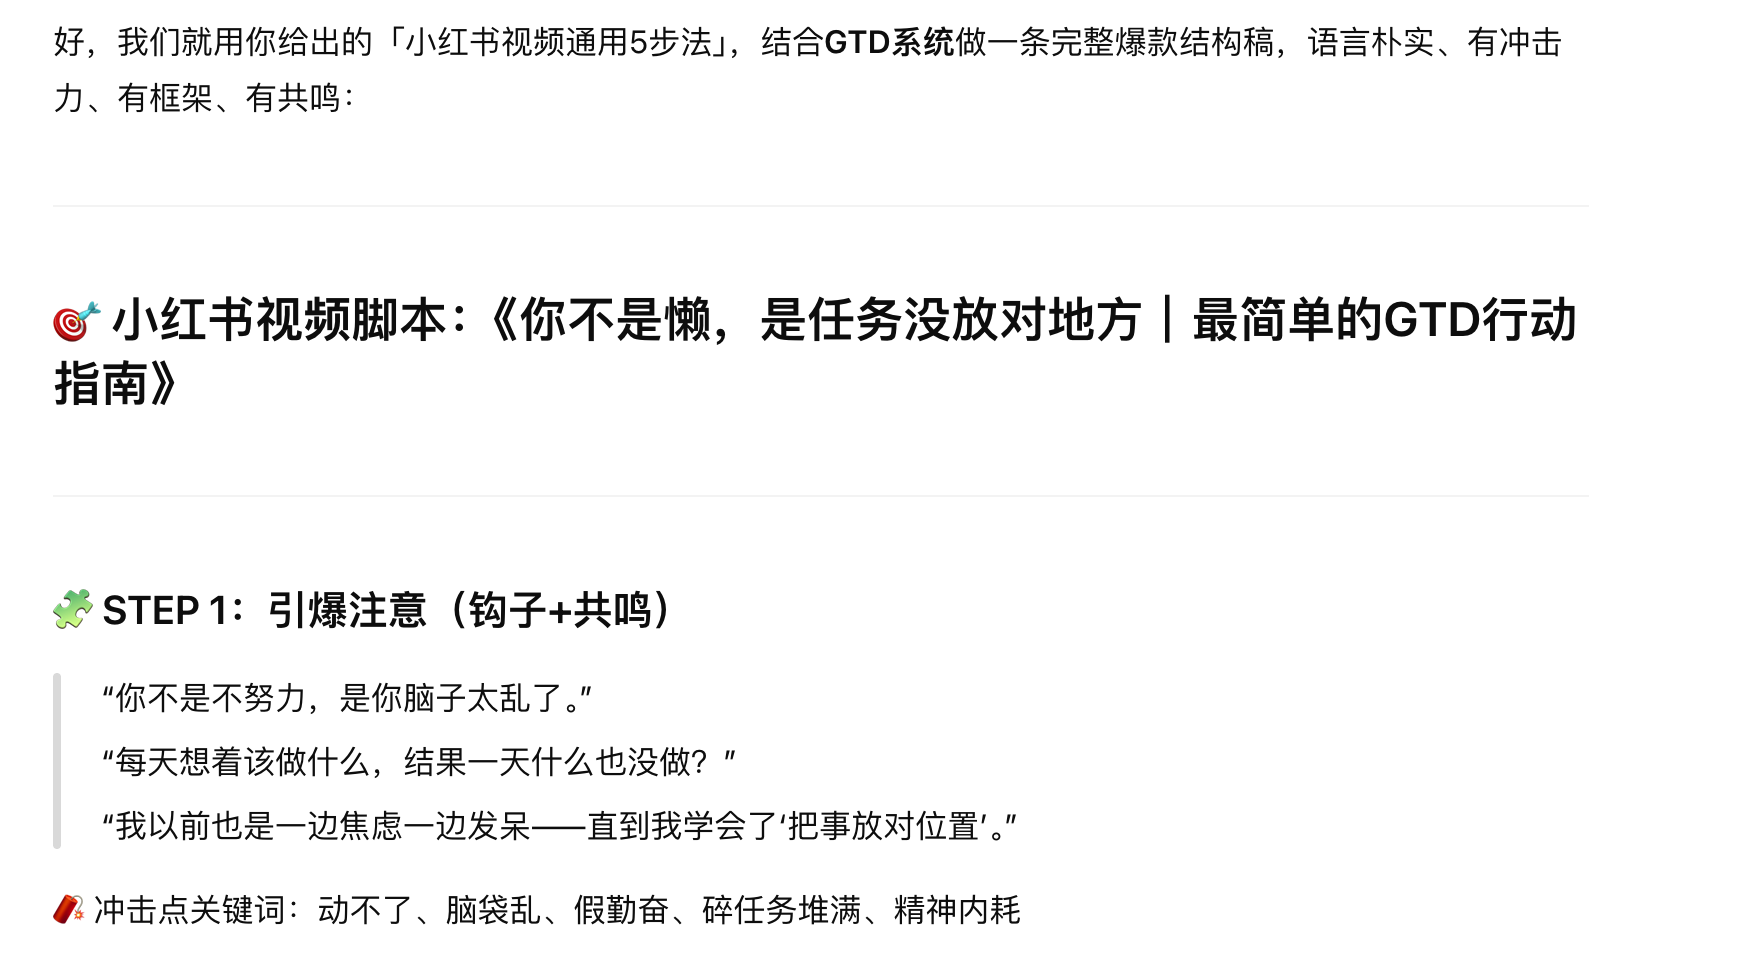 好，我们就用你给出的「小红书视频通用5步法」，结合GTD系统做一条完整爆款结构稿，语言朴实、有冲击
力、有框架、有共鸣：
🎯 小红书视频脚本：《你不是懒，是任务没放对地方｜最简单的GTD行动
指南》
🧩 STEP 1：引爆注意（钩子+共鸣）
“你不是不努力，是你脑子太乱了。”
“每天想着该做什么，结果一天什么也没做？”
“我以前也是一边焦虑一边发呆——直到我学会了‘把事放对位置’。”
🧨 冲击点关键词：动不了、脑袋乱、假勤奋、碎任务堆满、精神内耗